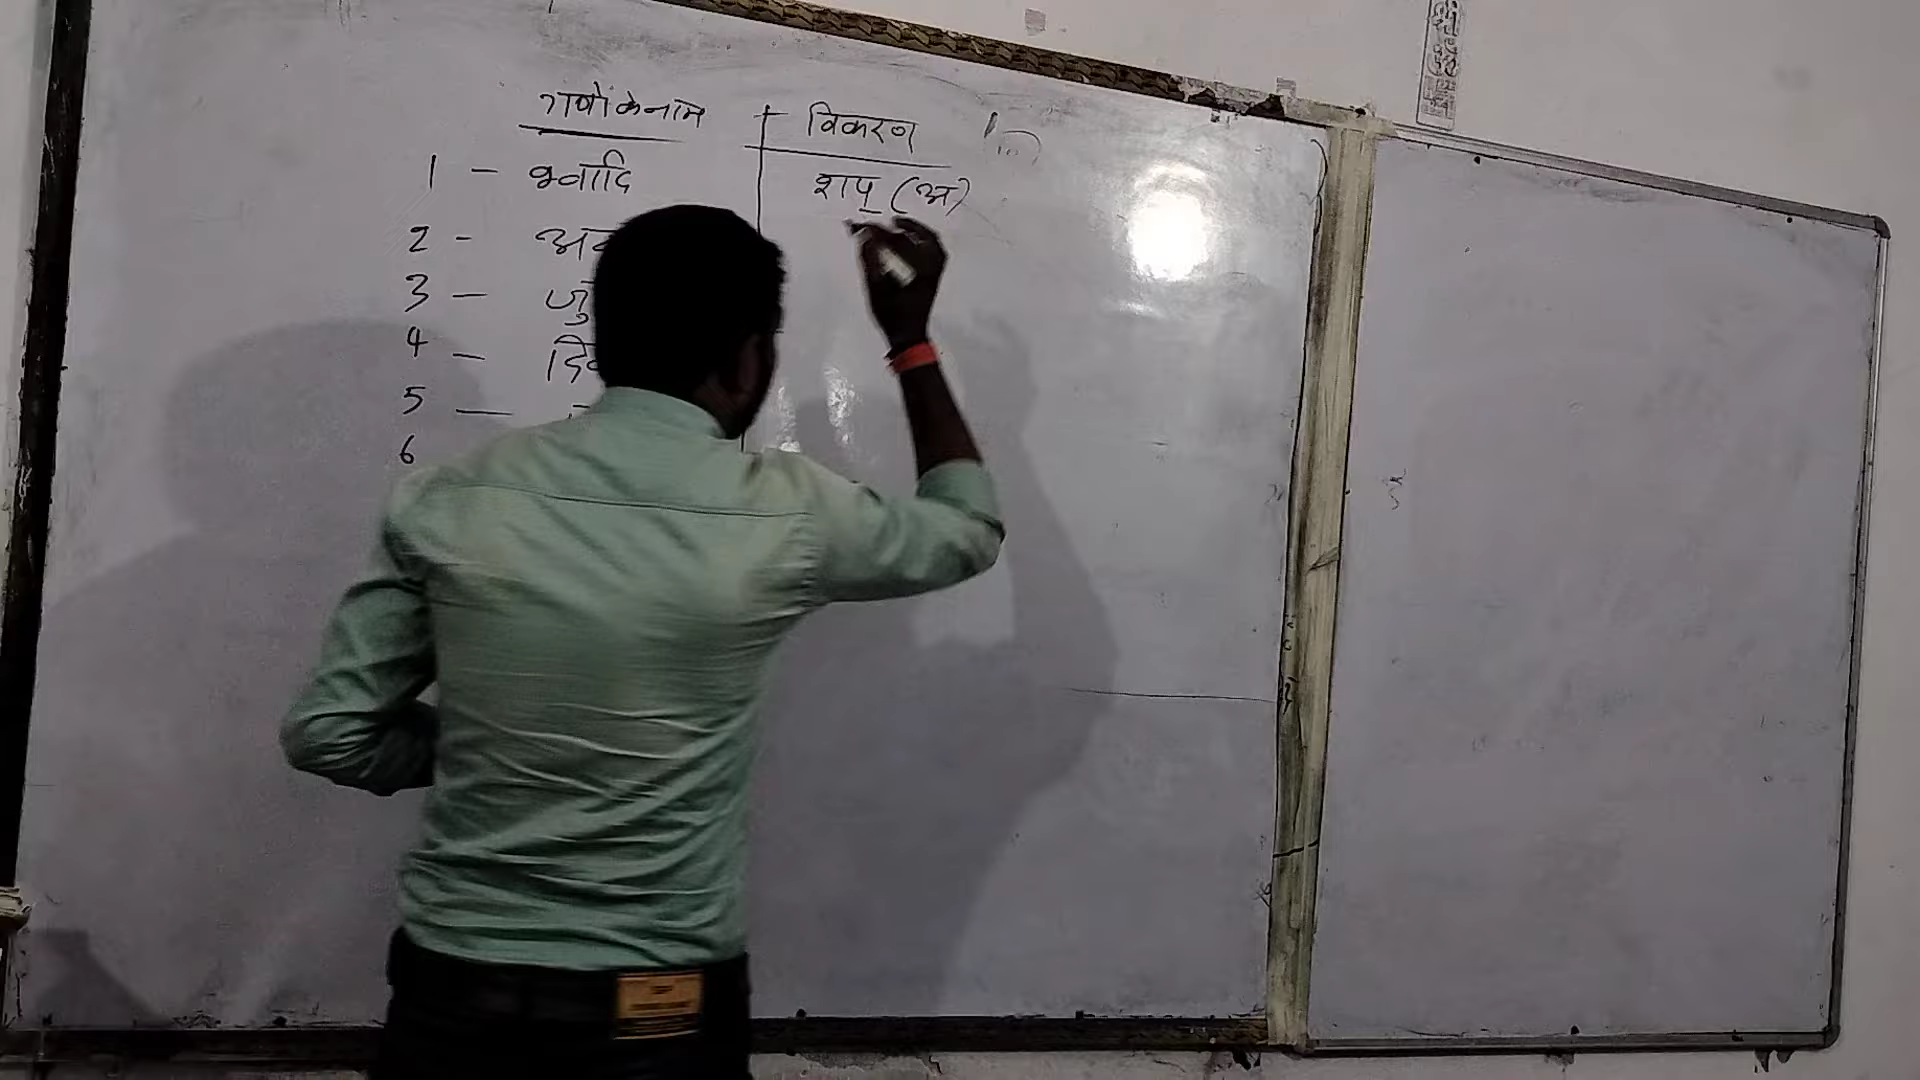 गणों के नाम विकरण
1 - भ्वादि शप् (अ)
2 -
3 - जु
4 -
5 -
6